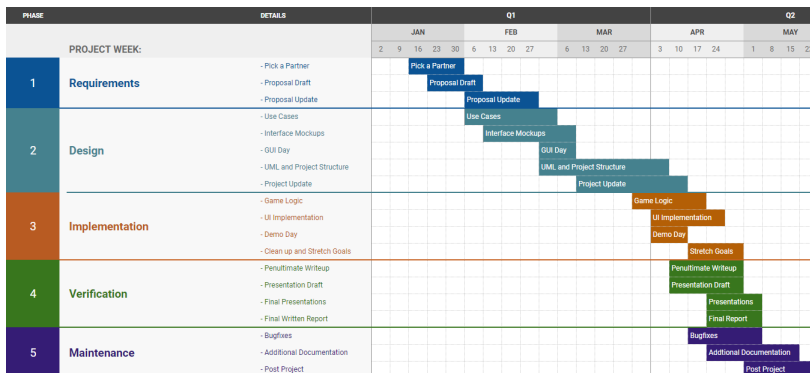 PHASE DETAILS Q1 Q2
JAN FEB MAR APR MAY
PROJECT WEEK: 2 9 16 23 30 6 13 20 27 6 13 20 27 3 10 17 24 1 8 15
1 Requirements - Pick a Partner Pick a Partner
- Proposal Draft Proposal Draft
- Proposal Update Proposal Update
2 Design - Use Cases Use Cases
- Interface Mockups Interface Mockups
- GUI Day GUI Day
- UML and Project Structure UML and Project Structure
- Project Update Project Update
3 Implementation - Game Logic Game Logic
- UI Implementation UI Implementation
- Demo Day Demo Day
- Clean up and Stretch Goals Stretch Goals
4 Verification - Penultimate Writeup Penultimate Writeup
- Presentation Draft Presentation Draft
- Final Presentations Presentations
- Final Written Report Final Report
5 Maintenance - Bugfixes Bugfixes
- Additional Documentation Addtional Documentation
- Post Project Post Project